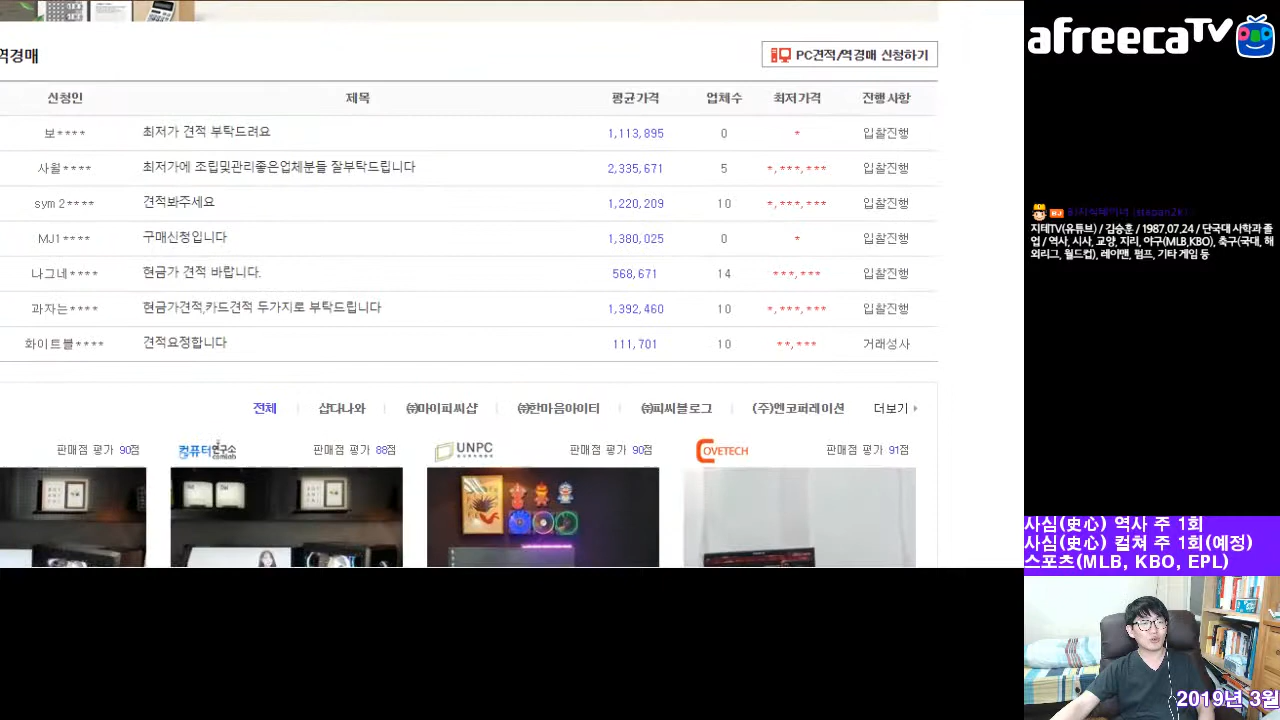 afreecaTV
역경매
PC견적/역경매 신청하기
신청인 제목 평균가격 업체수 최저가격 진행사항
보**** 최저가 견적 부탁드려요 1,113,895 0 * 입찰진행
사월**** 최저가에 조립및관리좋은업체분들 잘부탁드립니다 2,335,671 5 *,***,*** 입찰진행
sym2**** 견적봐주세요 1,220,209 10 *,***,*** 입찰진행
MJ1**** 구매신청입니다 1,380,025 0 * 입찰진행
나그네**** 현금가 견적 바랍니다. 568,671 14 ***,*** 입찰진행
과자는**** 현금가견적,카드견적 두가지로 부탁드립니다 1,392,460 10 *,***,*** 입찰진행
화이트블**** 견적요청합니다 111,701 10 **,*** 거래성사
전체 샵다나와 ㈜마이피씨샵 ㈜한마음아이티 ㈜피씨블로그 (주)멘코퍼레이션 더보기
판매점 평가 90점
컴퓨터연구소 판매점 평가 88점
UNPC 판매점 평가 90점
COVETECH 판매점 평가 91점
BJ
지테TV(유튜브) / 김승훈 / 1987.07.24 / 단국대 사학과 졸
업 / 역사, 시사, 교양, 지리, 야구(MLB,KBO), 축구(국대, 해
외리그, 월드컵), 레이맨, 펌프, 기타 게임 등
사심(史心) 역사 주 1회
사심(史心) 컬쳐 주 1회(예정)
스포츠(MLB, KBO, EPL)
2019년 3월